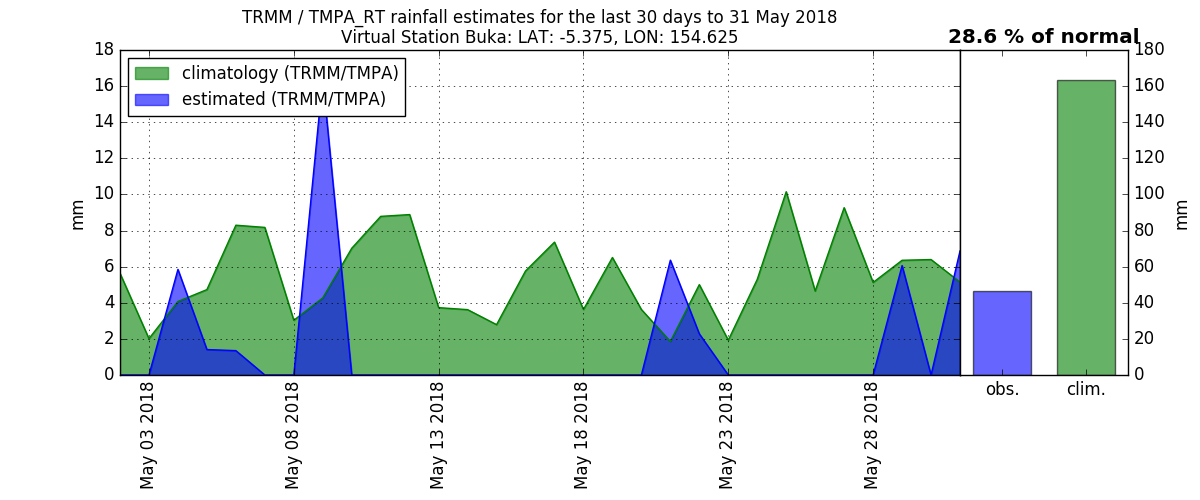 TRMM / TMPA_RT rainfall estimates for the last 30 days to 31 May 2018
Virtual Station Buka: LAT: -5.375, LON: 154.625
28.6 % of normal
climatology (TRMM/TMPA)
estimated (TRMM/TMPA)
mm
18
16
14
12
10
8
6
4
2
0
May 03 2018
May 08 2018
May 13 2018
May 18 2018
May 23 2018
May 28 2018
obs.
clim.
180
160
140
120
100
80
60
40
20
0
mm